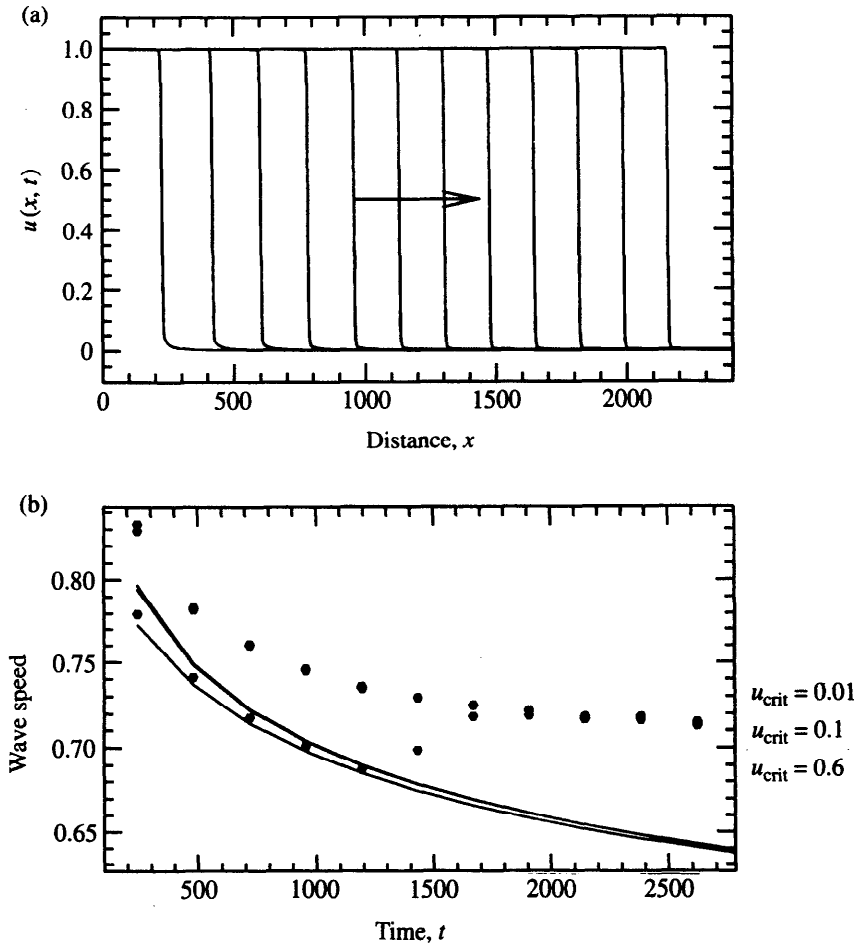 (a)
1.0
0.8
0.6
0.4
0.2
0
u(x, t)
0 500 1000 1500 2000
Distance, x
(b)
0.80
0.75
0.70
0.65
Wave speed
u_crit = 0.01
u_crit = 0.1
u_crit = 0.6
500 1000 1500 2000 2500
Time, t